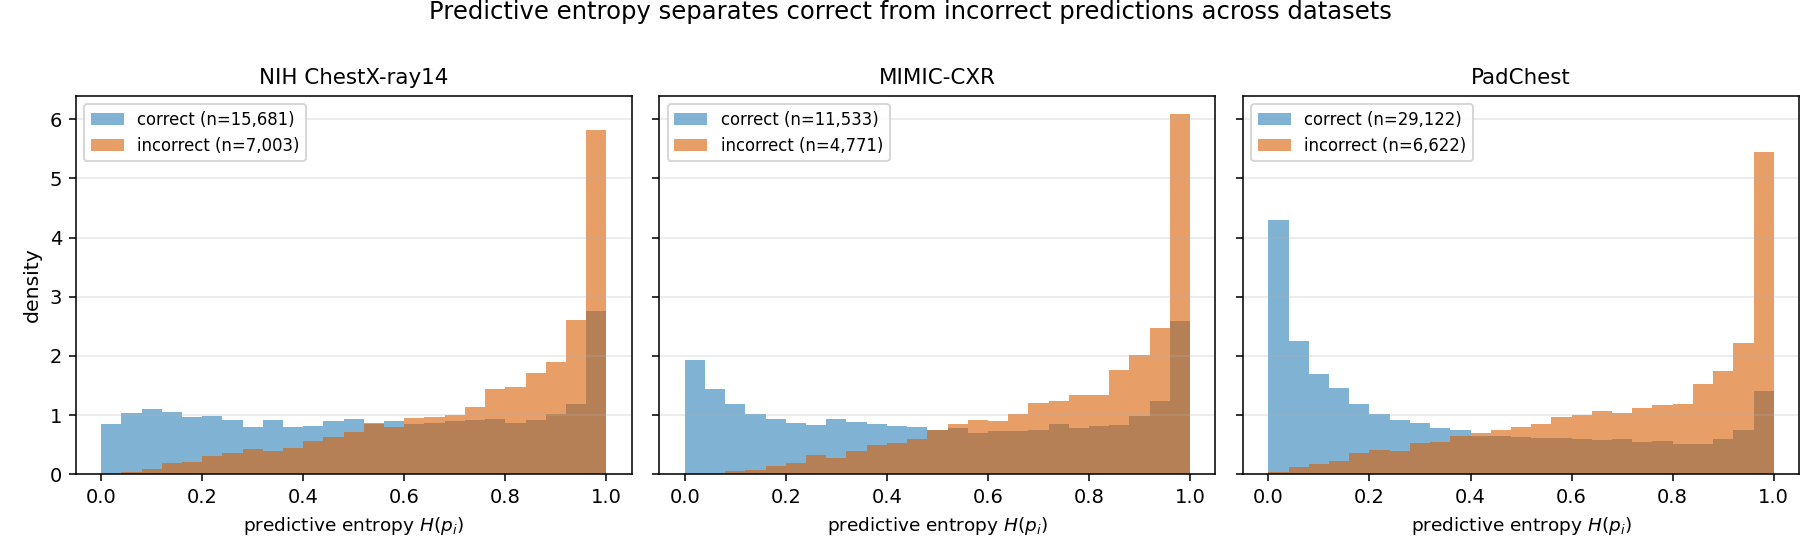 Predictive entropy separates correct from incorrect predictions across datasets
NIH ChestX-ray14
correct (n=15,681)
incorrect (n=7,003)
density
0
1
2
3
4
5
6
0.0 0.2 0.4 0.6 0.8 1.0
predictive entropy H(pᵢ)
MIMIC-CXR
correct (n=11,533)
incorrect (n=4,771)
0.0 0.2 0.4 0.6 0.8 1.0
predictive entropy H(pᵢ)
PadChest
correct (n=29,122)
incorrect (n=6,622)
0.0 0.2 0.4 0.6 0.8 1.0
predictive entropy H(pᵢ)